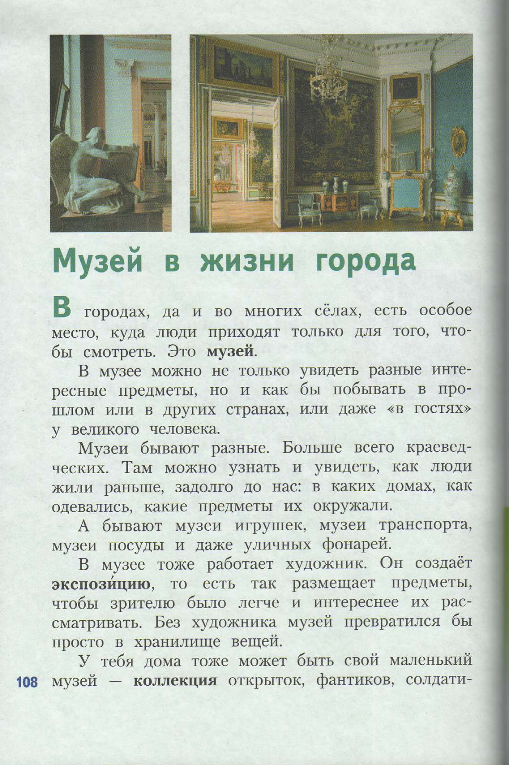 Музей в жизни города
В городах, да и во многих сёлах, есть особое
место, куда люди приходят только для того, что-
бы смотреть. Это музей.
В музее можно не только увидеть разные инте-
ресные предметы, но и как бы побывать в про-
шлом или в других странах, или даже «в гостях»
у великого человека.
Музеи бывают разные. Больше всего краевед-
ческих. Там можно узнать и увидеть, как люди
жили раньше, задолго до нас: в каких домах, как
одевались, какие предметы их окружали.
А бывают музеи игрушек, музеи транспорта,
музеи посуды и даже уличных фонарей.
В музее тоже работает художник. Он создаёт
экспози́цию, то есть так размещает предметы,
чтобы зрителю было легче и интереснее их рас-
сматривать. Без художника музей превратился бы
просто в хранилище вещей.
У тебя дома тоже может быть свой маленький
108 музей — коллекция открыток, фантиков, солдати-